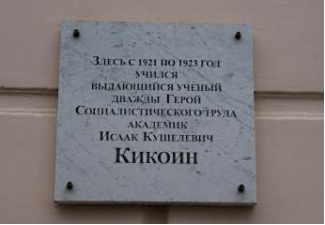 Здесь с 1921 по 1923 год
учился
выдающийся ученый
дважды Герой
Социалистического труда
академик
Исаак Кушелевич
Кикоин